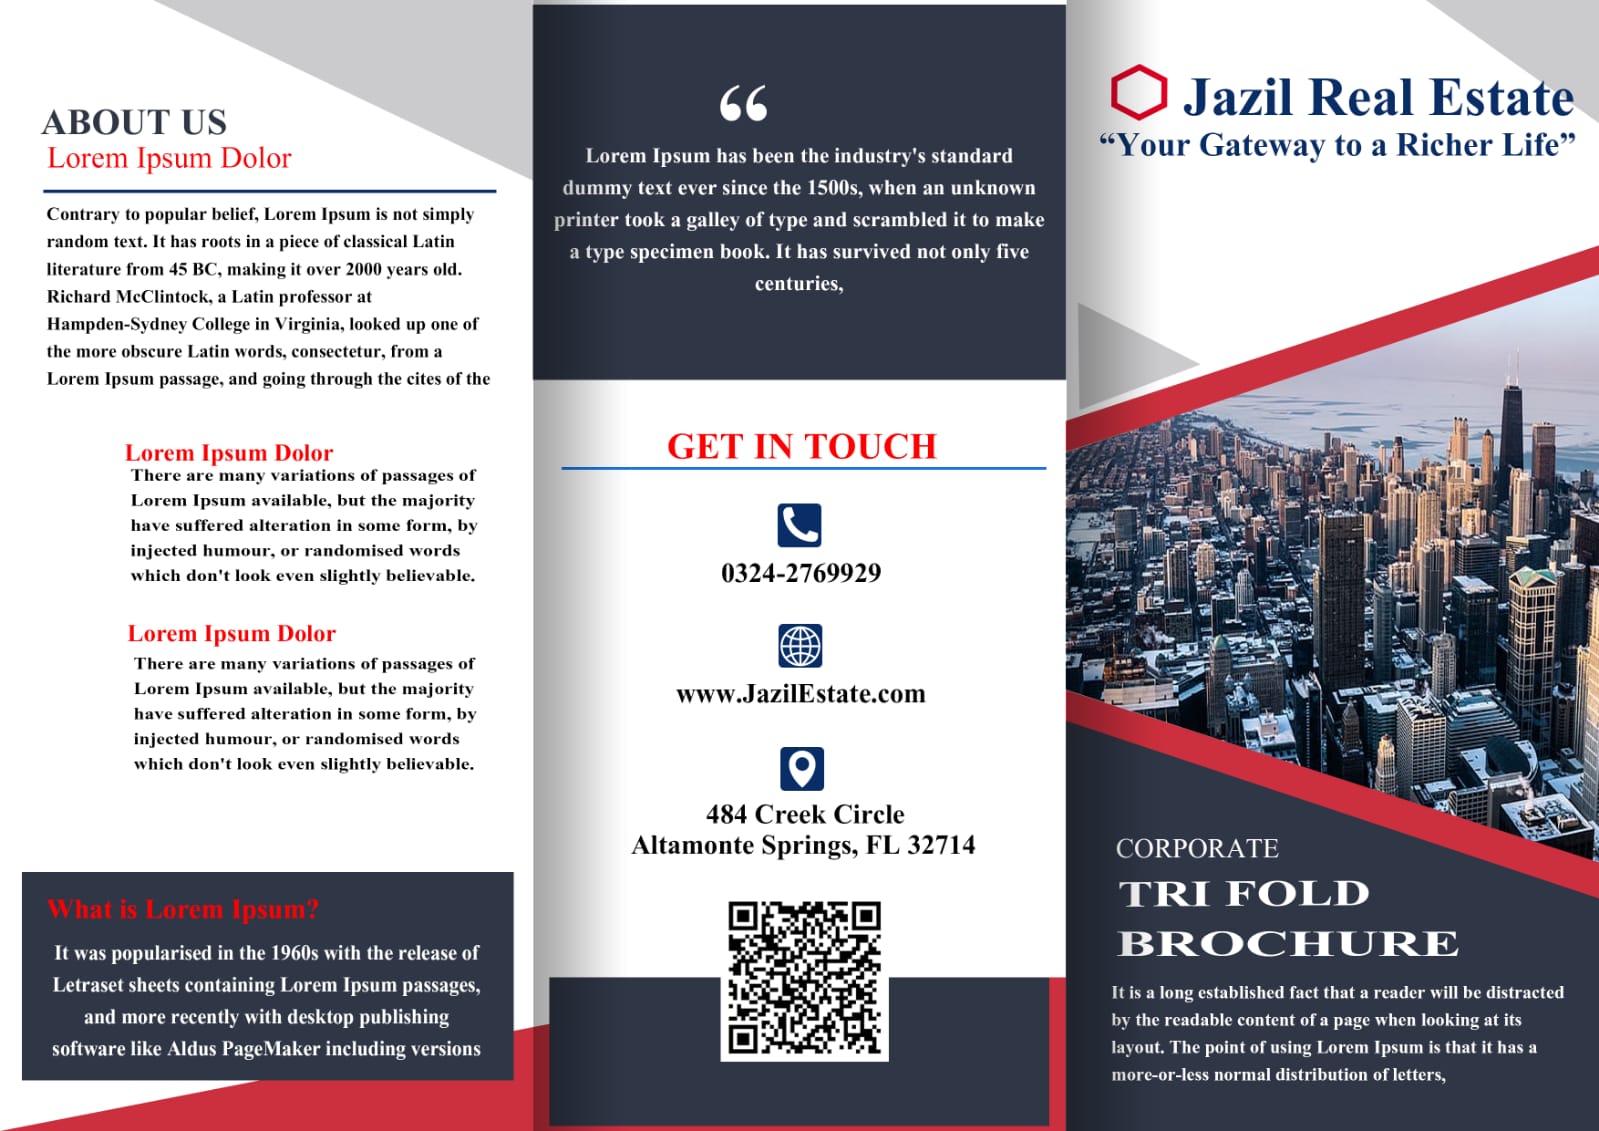 ABOUT US
Lorem Ipsum Dolor
Contrary to popular belief, Lorem Ipsum is not simply
random text. It has roots in a piece of classical Latin
literature from 45 BC, making it over 2000 years old.
Richard McClintock, a Latin professor at
Hampden-Sydney College in Virginia, looked up one of
the more obscure Latin words, consectetur, from a
Lorem Ipsum passage, and going through the cites of the
Lorem Ipsum Dolor
There are many variations of passages of
Lorem Ipsum available, but the majority
have suffered alteration in some form, by
injected humour, or randomised words
which don't look even slightly believable.
Lorem Ipsum Dolor
There are many variations of passages of
Lorem Ipsum available, but the majority
have suffered alteration in some form, by
injected humour, or randomised words
which don't look even slightly believable.
What is Lorem Ipsum?
It was popularised in the 1960s with the release of
Letraset sheets containing Lorem Ipsum passages,
and more recently with desktop publishing
software like Aldus PageMaker including versions
“
Lorem Ipsum has been the industry's standard
dummy text ever since the 1500s, when an unknown
printer took a galley of type and scrambled it to make
a type specimen book. It has survived not only five
centuries,
GET IN TOUCH
0324-2769929
www.JazilEstate.com
484 Creek Circle
Altamonte Springs, FL 32714
Jazil Real Estate
“Your Gateway to a Richer Life”
CORPORATE
TRI FOLD
BROCHURE
It is a long established fact that a reader will be distracted
by the readable content of a page when looking at its
layout. The point of using Lorem Ipsum is that it has a
more-or-less normal distribution of letters,